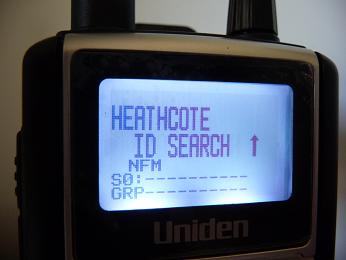 HEATHCOTE
ID SEARCH ↑
NFM
S0:----------
GRP----------
Uniden